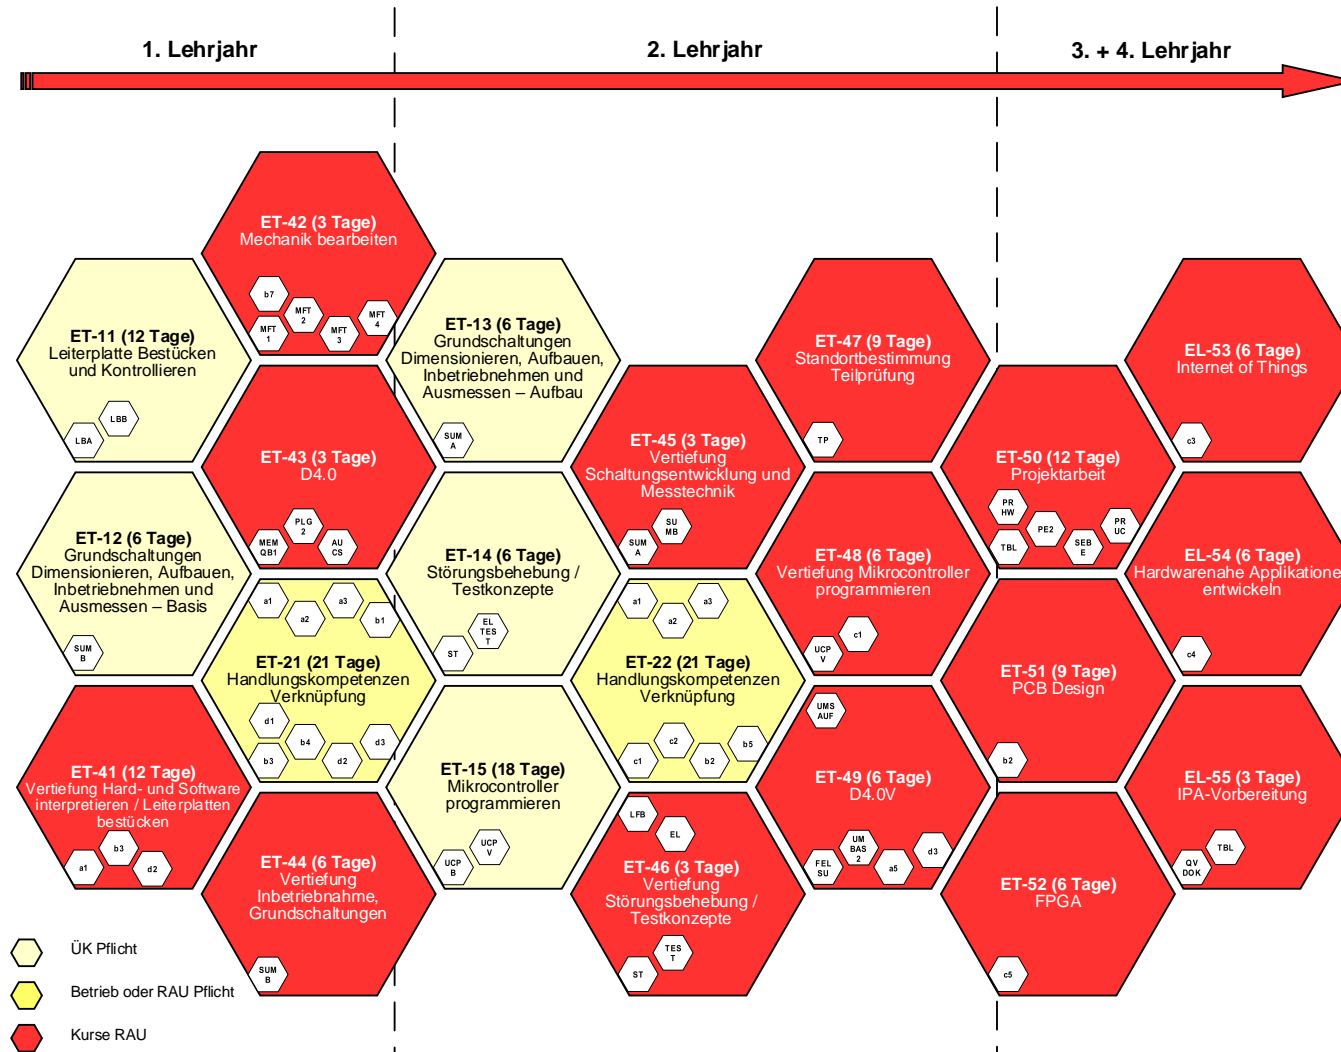 1. Lehrjahr
2. Lehrjahr
3. + 4. Lehrjahr
ET-42 (3 Tage)
Mechanik bearbeiten
b7
MFT
1
MFT
2
MFT
3
MFT
4
ET-11 (12 Tage)
Leiterplatte Bestücken
und Kontrollieren
LBA
LBB
ET-13 (6 Tage)
Grundschaltungen
Dimensionieren, Aufbauen,
Inbetriebnehmen und
Ausmessen – Aufbau
SUM
A
ET-47 (9 Tage)
Standortbestimmung
Teilprüfung
TP
EL-53 (6 Tage)
Internet of Things
c3
ET-43 (3 Tage)
D4.0
MEM
QB1
PLG
2
AU
CS
ET-45 (3 Tage)
Vertiefung
Schaltungsentwicklung und
Messtechnik
SUM
A
SU
MB
ET-50 (12 Tage)
Projektarbeit
PR
HW
TBL
PE2
SEB
E
PR
UC
ET-12 (6 Tage)
Grundschaltungen
Dimensionieren, Aufbauen,
Inbetriebnehmen und
Ausmessen – Basis
SUM
B
ET-14 (6 Tage)
Störungsbehebung /
Testkonzepte
ST
EL
TES
T
ET-48 (6 Tage)
Vertiefung Mikrocontroller
programmieren
UCP
V
c1
EL-54 (6 Tage)
Hardwarenahe Applikatione
entwickeln
c4
a1
a2
a3
b1
ET-21 (21 Tage)
Handlungskompetenzen
Verknüpfung
d1
b3
b4
d2
d3
a1
a2
a3
ET-22 (21 Tage)
Handlungskompetenzen
Verknüpfung
c1
c2
b2
b5
ET-51 (9 Tage)
PCB Design
b2
ET-41 (12 Tage)
Vertiefung Hard- und Software
interpretieren / Leiterplatten
bestücken
a1
b3
d2
ET-15 (18 Tage)
Mikrocontroller
programmieren
UCP
B
UCP
V
UMS
AUF
ET-49 (6 Tage)
D4.0V
FEL
SU
UM
BAS
2
a5
d3
EL-55 (3 Tage)
IPA-Vorbereitung
QV
DOK
TBL
ET-44 (6 Tage)
Vertiefung
Inbetriebnahme,
Grundschaltungen
SUM
B
LFB
EL
ET-46 (3 Tage)
Vertiefung
Störungsbehebung /
Testkonzepte
ST
TES
T
ET-52 (6 Tage)
FPGA
c5
ÜK Pflicht
Betrieb oder RAU Pflicht
Kurse RAU